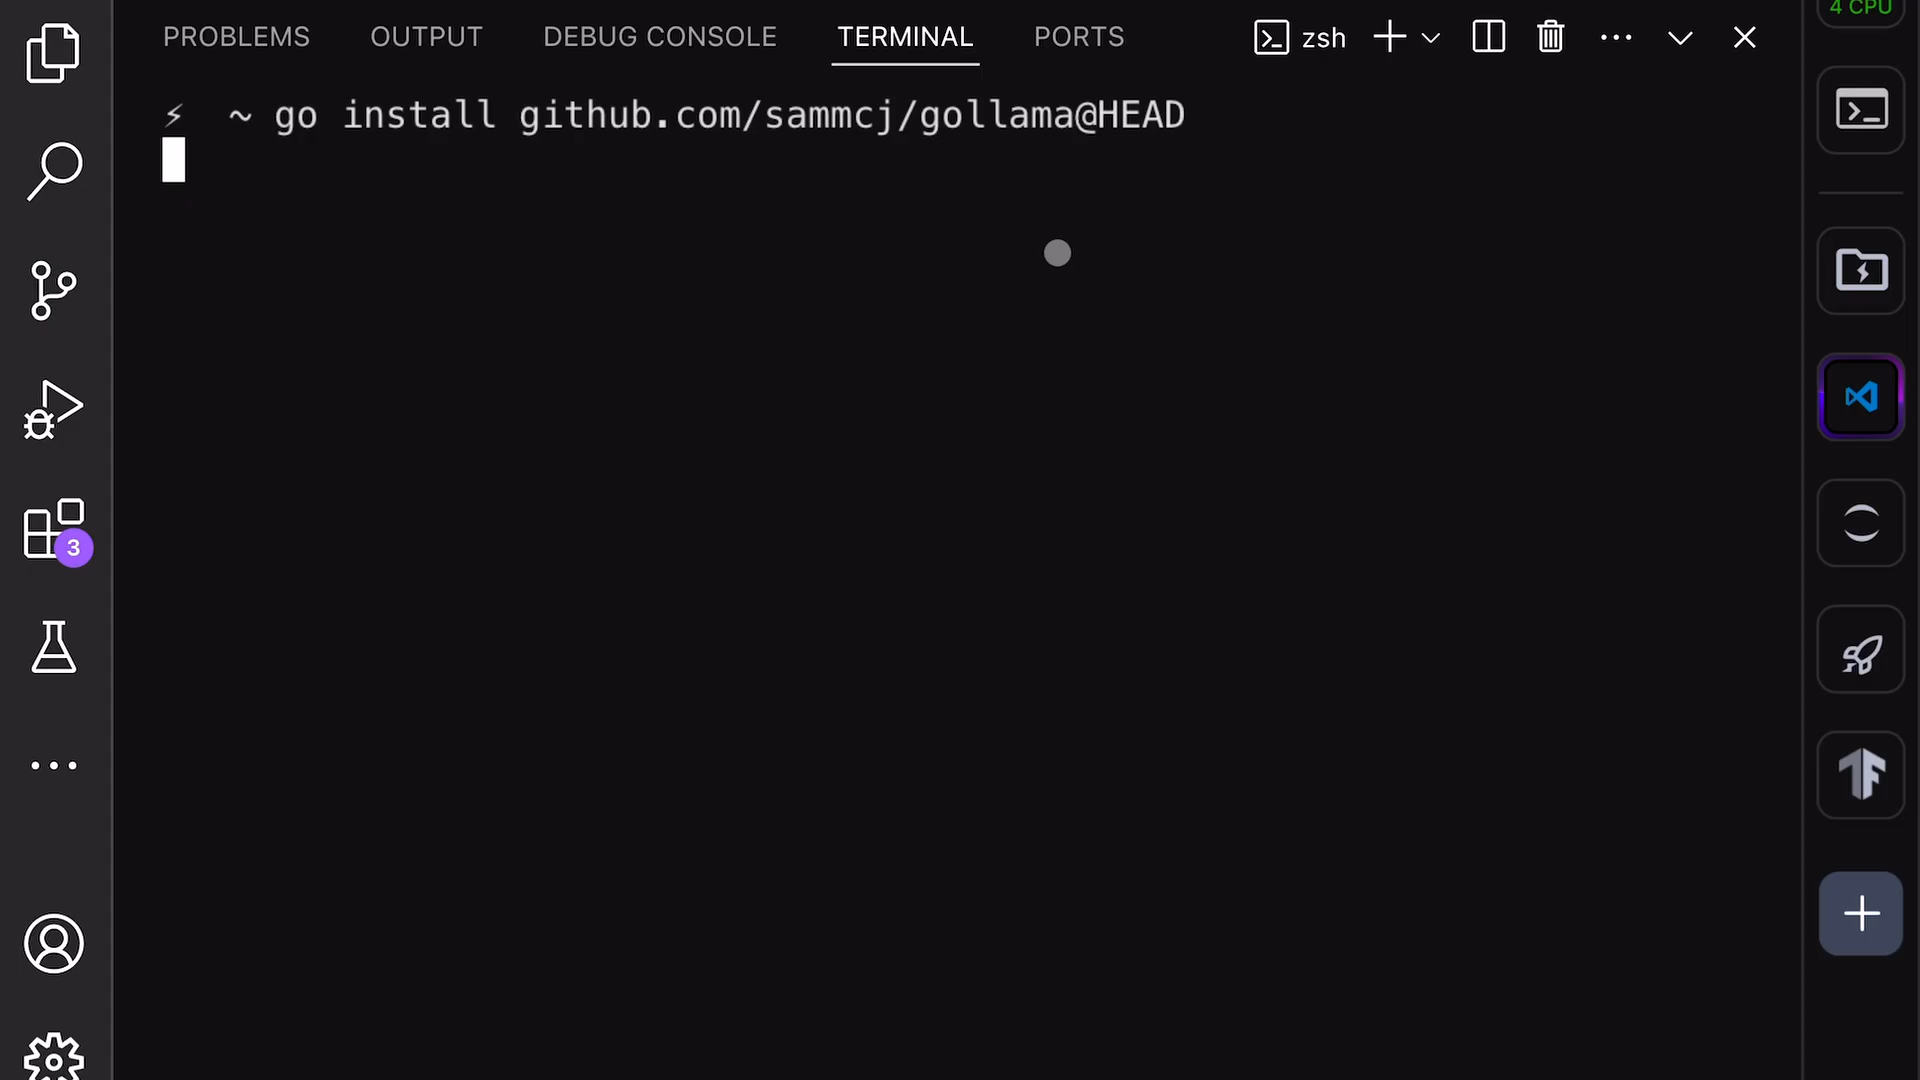 4 CPU
PROBLEMS OUTPUT DEBUG CONSOLE TERMINAL PORTS zsh
⚡ ~ go install github.com/sammcj/gollama@HEAD
3